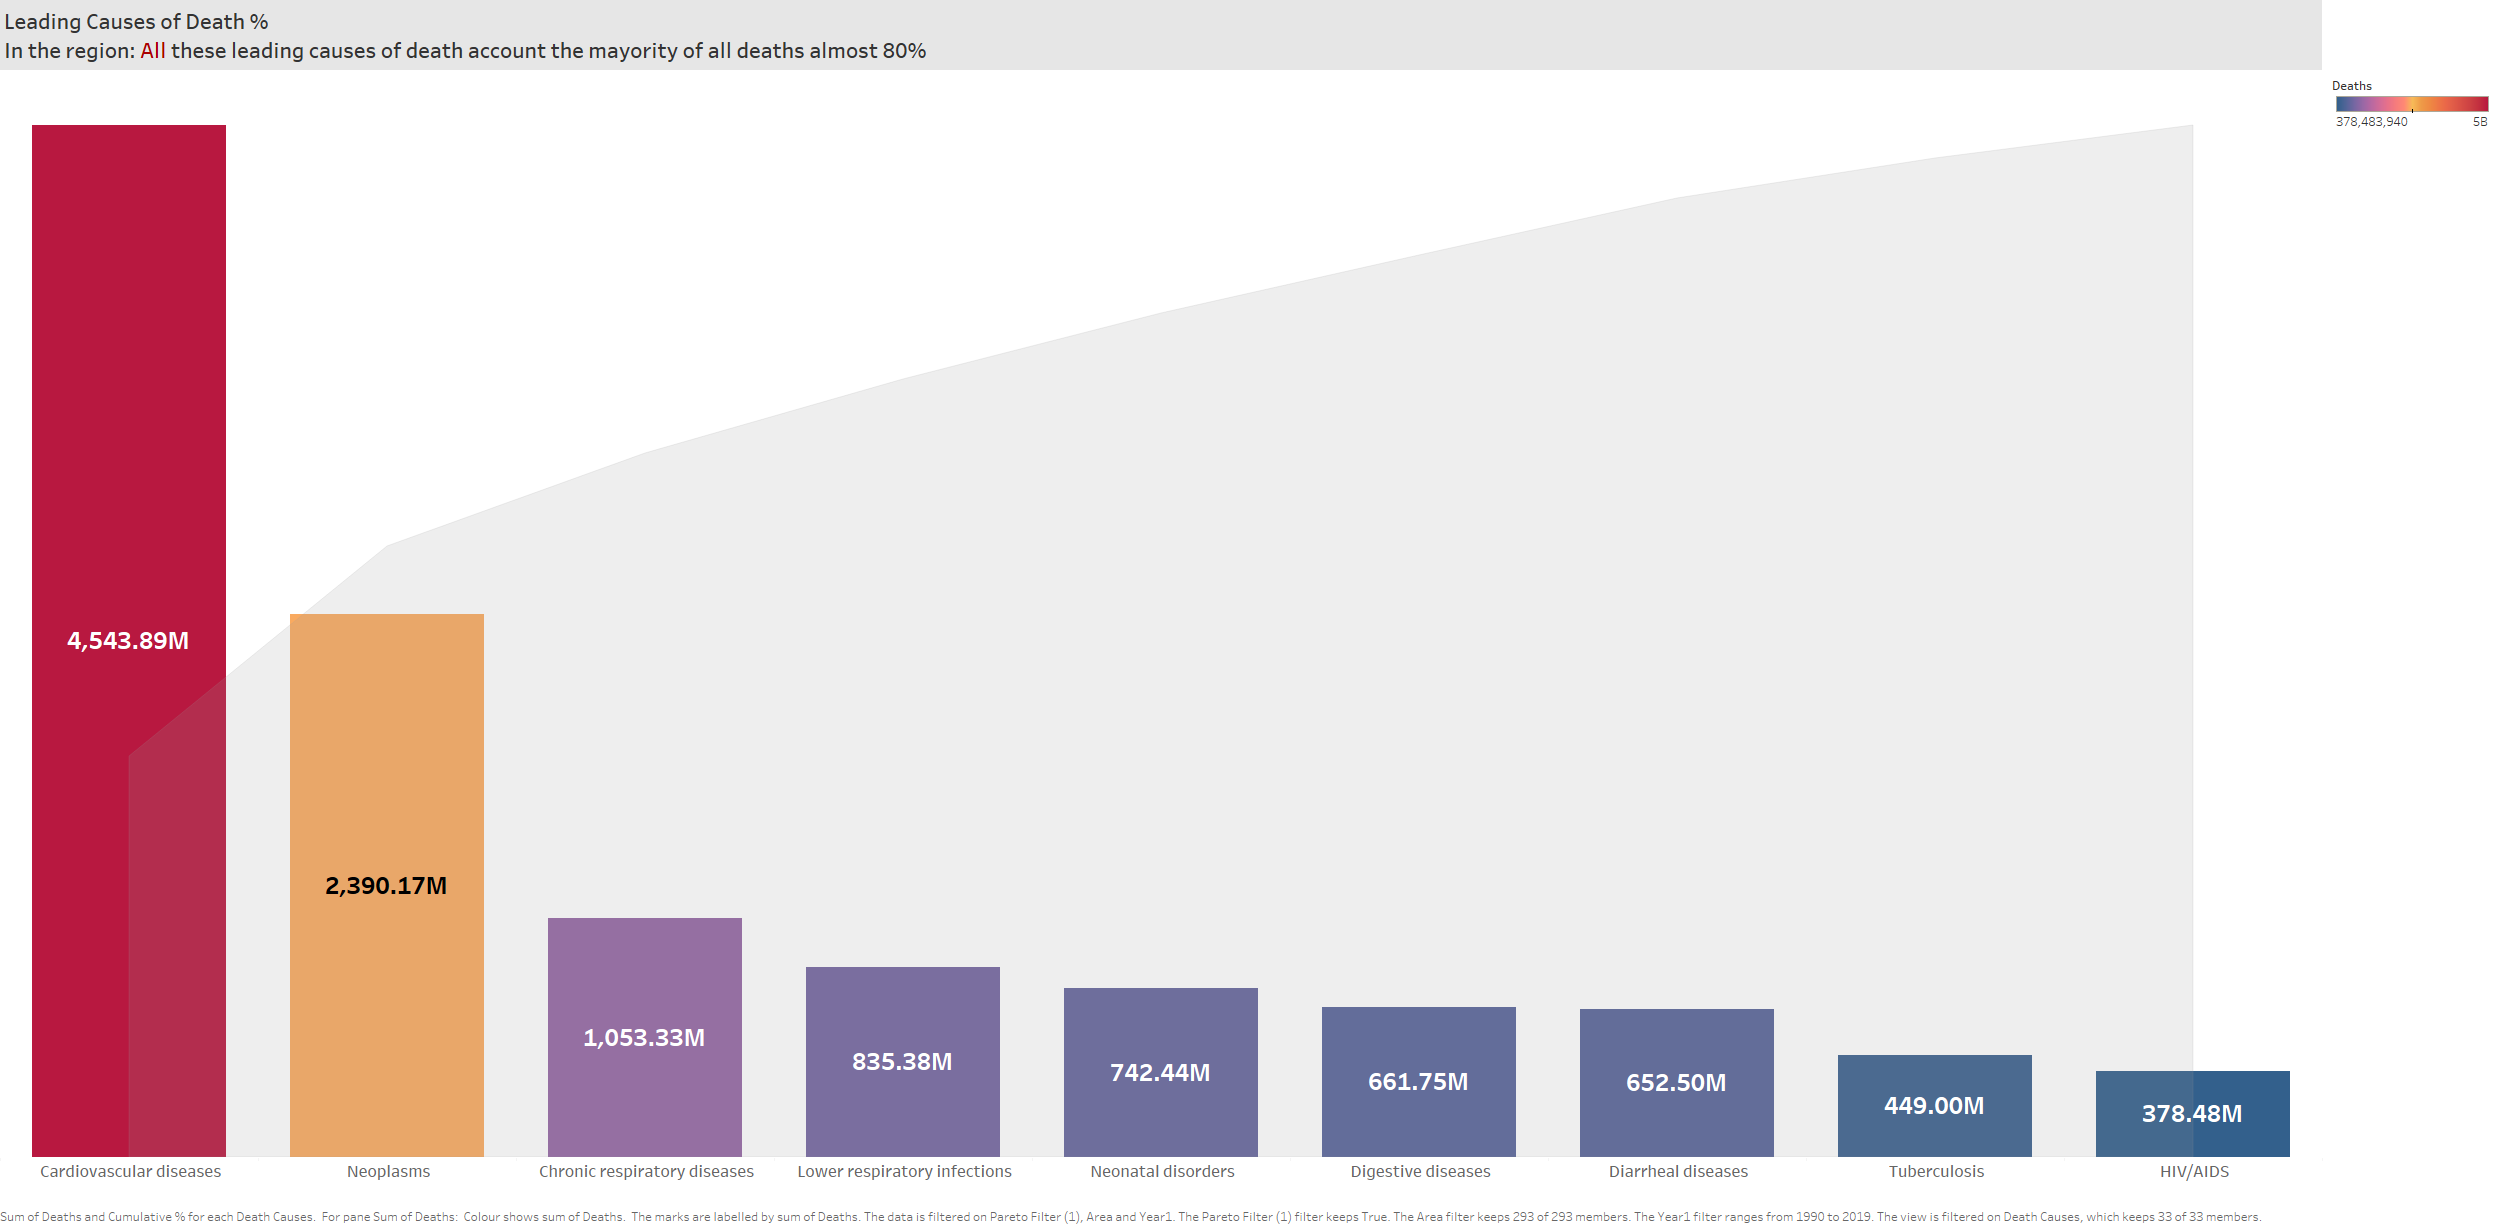 Leading Causes of Death %
In the region: All these leading causes of death account the mayority of all deaths almost 80%
Deaths
378,483,940 5B
4,543.89M
2,390.17M
1,053.33M
835.38M
742.44M
661.75M
652.50M
449.00M
378.48M
Cardiovascular diseases Neoplasms Chronic respiratory diseases Lower respiratory infections Neonatal disorders Digestive diseases Diarrheal diseases Tuberculosis HIV/AIDS
Sum of Deaths and Cumulative % for each Death Causes. For pane Sum of Deaths: Colour shows sum of Deaths. The marks are labelled by sum of Deaths. The data is filtered on Pareto Filter (1), Area and Year1. The Pareto Filter (1) filter keeps True. The Area filter keeps 293 of 293 members. The Year1 filter ranges from 1990 to 2019. The view is filtered on Death Causes, which keeps 33 of 33 members.